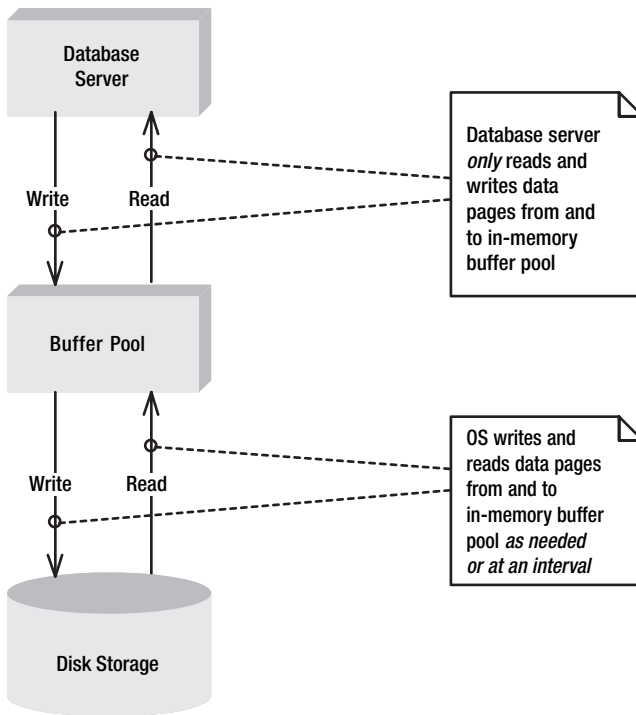 Database
Server
Write
Read
Database server
only reads and
writes data
pages from and
to in-memory
buffer pool
Buffer Pool
Write
Read
OS writes and
reads data pages
from and to
in-memory buffer
pool as needed
or at an interval
Disk Storage